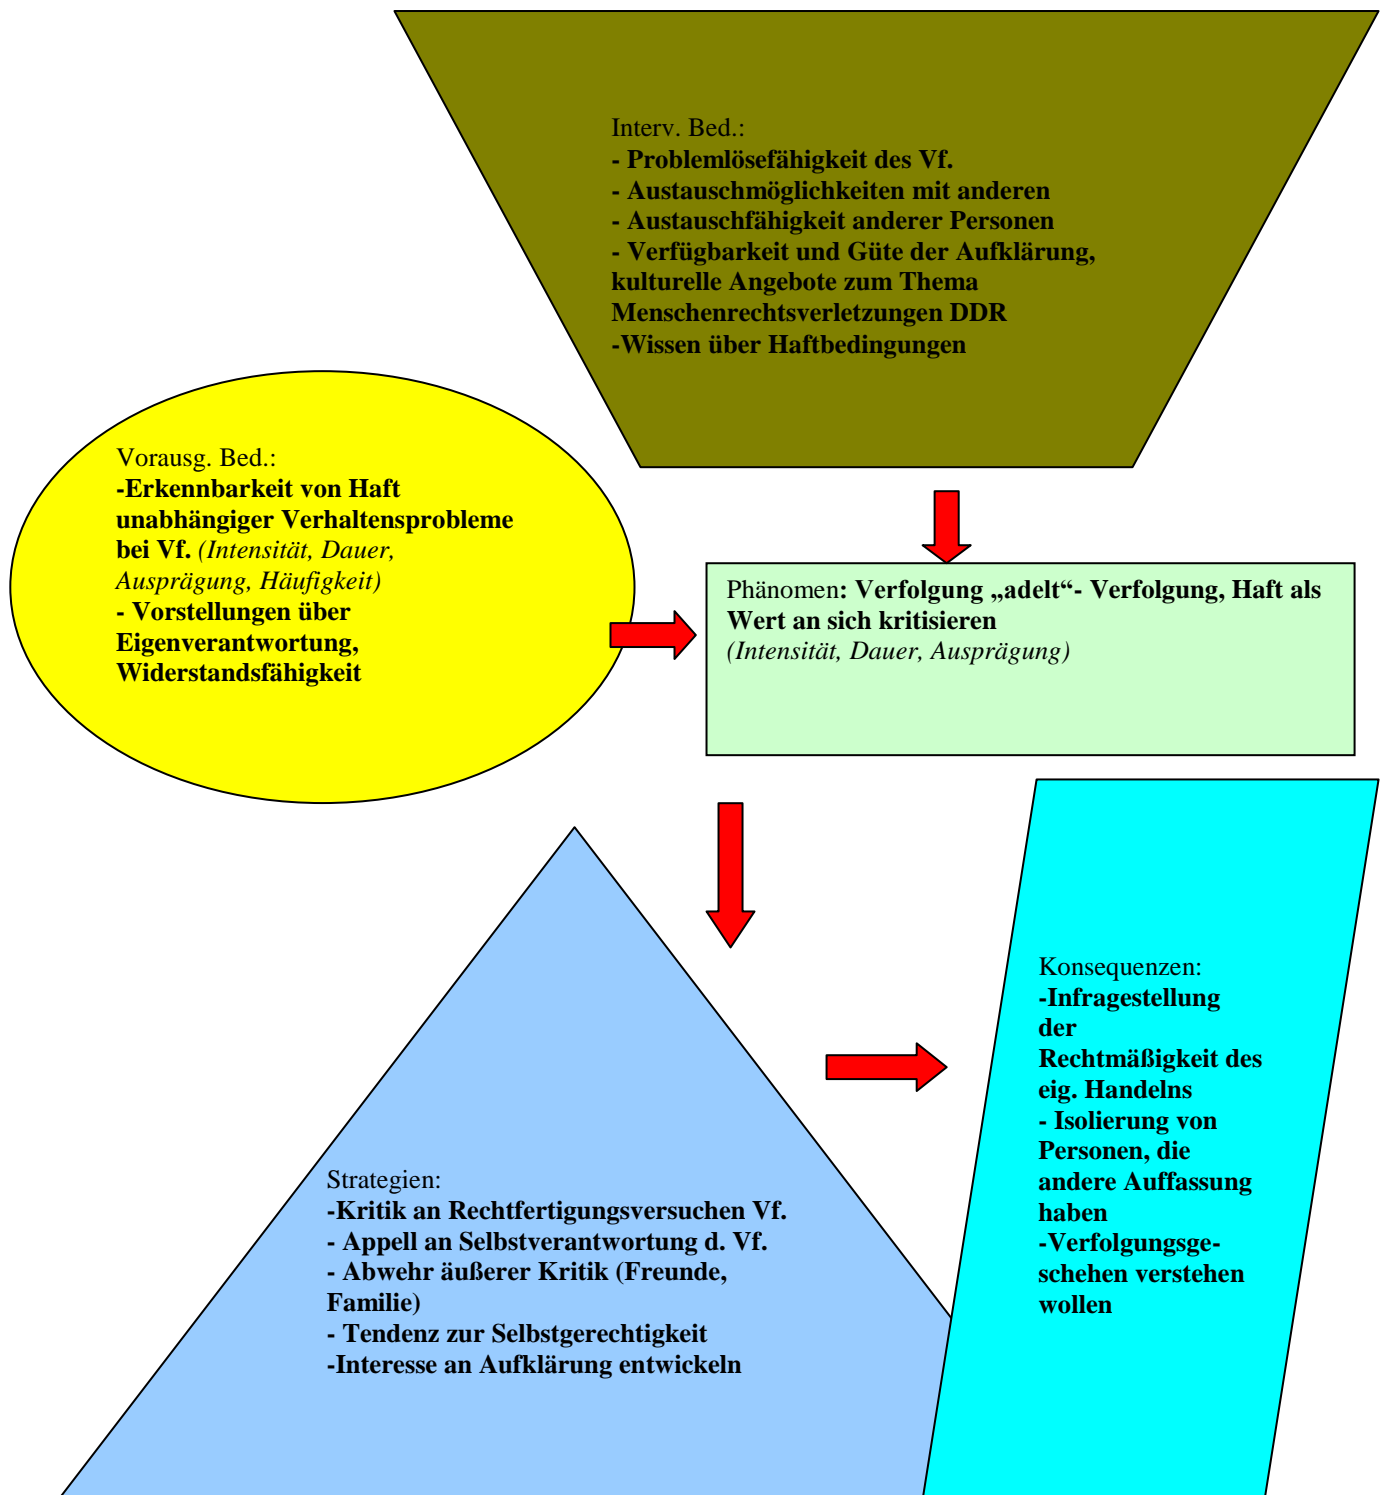 Interv. Bed.:
- Problemlösefähigkeit des Vf.
- Austauschmöglichkeiten mit anderen
- Austauschfähigkeit anderer Personen
- Verfügbarkeit und Güte der Aufklärung,
kulturelle Angebote zum Thema
Menschenrechtsverletzungen DDR
-Wissen über Haftbedingungen
Vorausg. Bed.:
-Erkennbarkeit von Haft
unabhängiger Verhaltensprobleme
bei Vf. (Intensität, Dauer,
Ausprägung, Häufigkeit)
- Vorstellungen über
Eigenverantwortung,
Widerstandsfähigkeit
Phänomen: Verfolgung „adelt“- Verfolgung, Haft als
Wert an sich kritisieren
(Intensität, Dauer, Ausprägung)
Strategien:
-Kritik an Rechtfertigungsversuchen Vf.
- Appell an Selbstverantwortung d. Vf.
- Abwehr äußerer Kritik (Freunde,
Familie)
- Tendenz zur Selbstgerechtigkeit
-Interesse an Aufklärung entwickeln
Konsequenzen:
-Infragestellung
der
Rechtmäßigkeit des
eig. Handelns
- Isolierung von
Personen, die
andere Auffassung
haben
-Verfolgungsge-
schehen verstehen
wollen